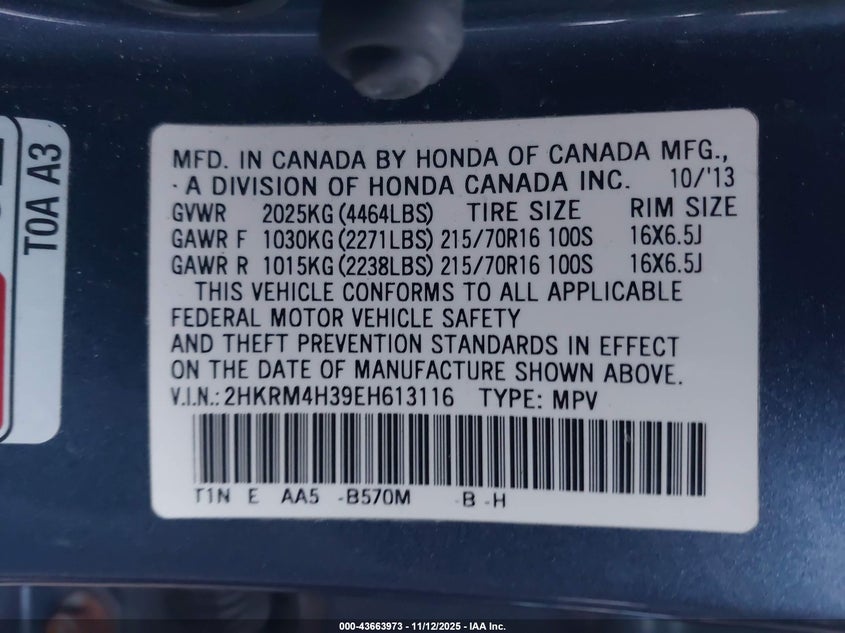 TOA A3
MFD. IN CANADA BY HONDA OF CANADA MFG.,
A DIVISION OF HONDA CANADA INC. 10/'13
GVWR 2025KG (4464LBS) TIRE SIZE RIM SIZE
GAWR F 1030KG (2271LBS) 215/70R16 100S 16X6.5J
GAWR R 1015KG (2238LBS) 215/70R16 100S 16X6.5J
THIS VEHICLE CONFORMS TO ALL APPLICABLE
FEDERAL MOTOR VEHICLE SAFETY
AND THEFT PREVENTION STANDARDS IN EFFECT
ON THE DATE OF MANUFACTURE SHOWN ABOVE.
V.I.N.: 2HKRM4H39EH613116 TYPE: MPV
T1N E AA5 -B570M -B -H
000-43663973 - 11/12/2025 - IAA Inc.